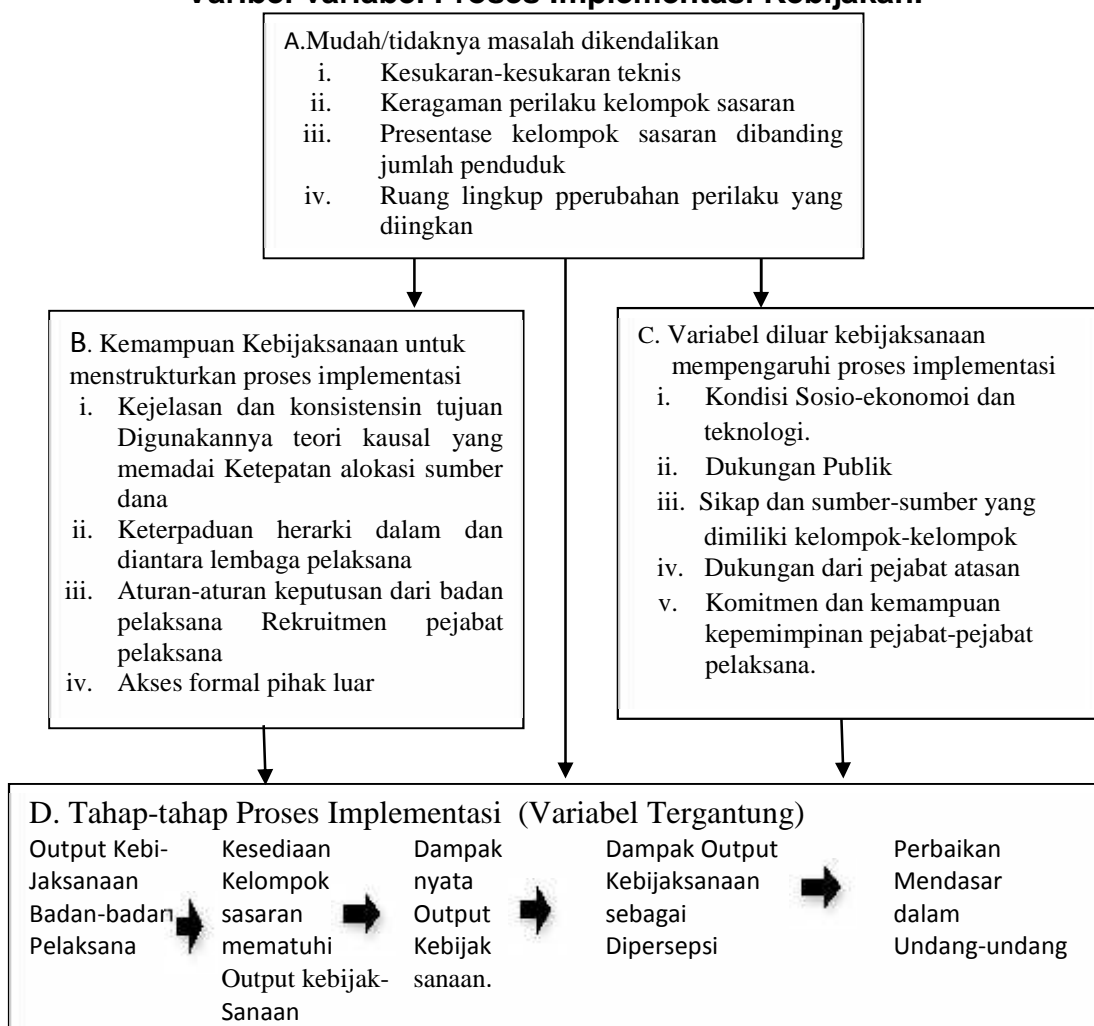 A.Mudah/tidaknya masalah dikendalikan
i. Kesukaran-kesukaran teknis
ii. Keragaman perilaku kelompok sasaran
iii. Presentase kelompok sasaran dibanding
jumlah penduduk
iv. Ruang lingkup pperubahan perilaku yang
diingkan
B. Kemampuan Kebijaksanaan untuk
menstrukturkan proses implementasi
i. Kejelasan dan konsistensin tujuan
Digunakannya teori kausal yang
memadai Ketepatan alokasi sumber
dana
ii. Keterpaduan herarki dalam dan
diantara lembaga pelaksana
iii. Aturan-aturan keputusan dari badan
pelaksana Rekruitmen pejabat
pelaksana
iv. Akses formal pihak luar
C. Variabel diluar kebijaksanaan
mempengaruhi proses implementasi
i. Kondisi Sosio-ekonomoi dan
teknologi.
ii. Dukungan Publik
iii. Sikap dan sumber-sumber yang
dimiliki kelompok-kelompok
iv. Dukungan dari pejabat atasan
v. Komitmen dan kemampuan
kepemimpinan pejabat-pejabat
pelaksana.
D. Tahap-tahap Proses Implementasi (Variabel Tergantung)
Output Kebi-
Jaksanaan
Badan-badan
Pelaksana
Kesediaan
Kelompok
sasaran
mematuhi
Output kebijak-
Sanaan
Dampak
nyata
Output
Kebijak
sanaan.
Dampak Output
Kebijaksanaan
sebagai
Dipersepsi
Perbaikan
Mendasar
dalam
Undang-undang